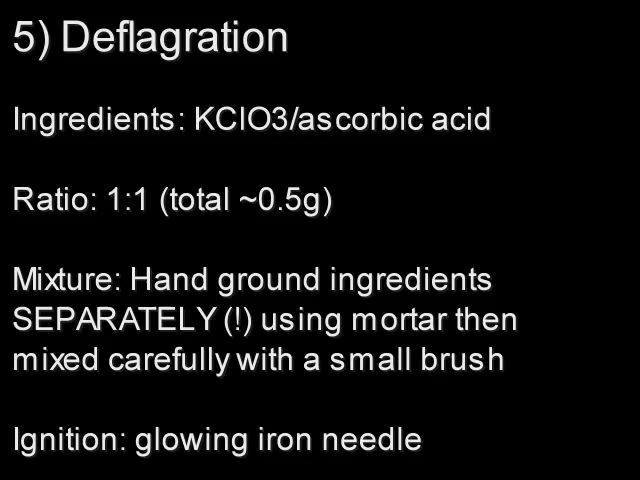 5) Deflagration
Ingredients: KClO3/ascorbic acid
Ratio: 1:1 (total ~0.5g)
Mixture: Hand ground ingredients
SEPARATELY (!) using mortar then
mixed carefully with a small brush
Ignition: glowing iron needle